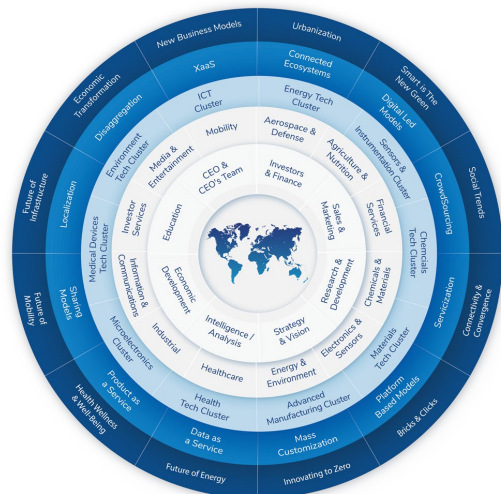 Urbanization
Smart is The
New Green
Social Trends
Connectivity &
Convergence
Bricks & Clicks
Innovating to Zero
Future of Energy
Health Wellness
& Well Being
Future of
Mobility
Future of
Infrastructure
Economic
Transformation
New Business Models
Connected
Ecosystems
Digital Led
Models
CrowdSourcing
Servicization
Platform
Based Models
Mass
Customization
Data as
a Service
Product as
a Service
Sharing
Models
Localization
Disaggregation
XaaS
Energy Tech
Cluster
Sensors &
Instrumentation Cluster
Chemcials
Tech Cluster
Materials
Tech Cluster
Advanced
Manufacturing Cluster
Health
Tech Cluster
Microelectronics
Cluster
Medical Devices
Tech Cluster
Environment
Tech Cluster
ICT
Cluster
Aerospace &
Defense
Agriculture &
Nutrition
Financial
Services
Chemicals &
Materials
Electronics &
Sensors
Energy &
Environment
Healthcare
Industrial
Information &
Communications
Investor
Services
Media &
Entertainment
Mobility
Investors
& Finance
Sales &
Marketing
Research &
Development
Strategy
& Vision
Intelligence /
Analysis
Economic
Development
Education
CEO &
CEO's Team